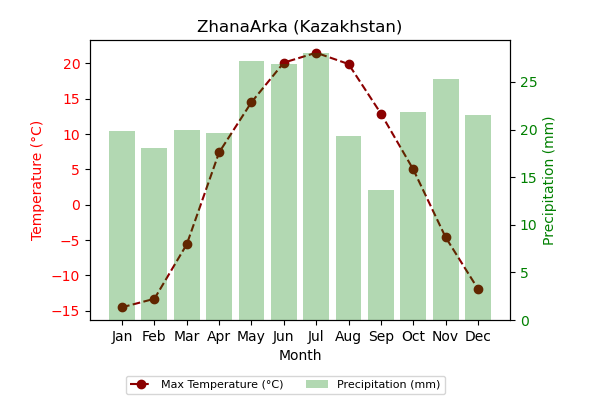 ZhanaArka (Kazakhstan)
Temperature (°C)
20
15
10
5
0
−5
−10
−15
25
20
15
10
5
0
Precipitation (mm)
Jan Feb Mar Apr May Jun Jul Aug Sep Oct Nov Dec
Month
Max Temperature (°C) Precipitation (mm)